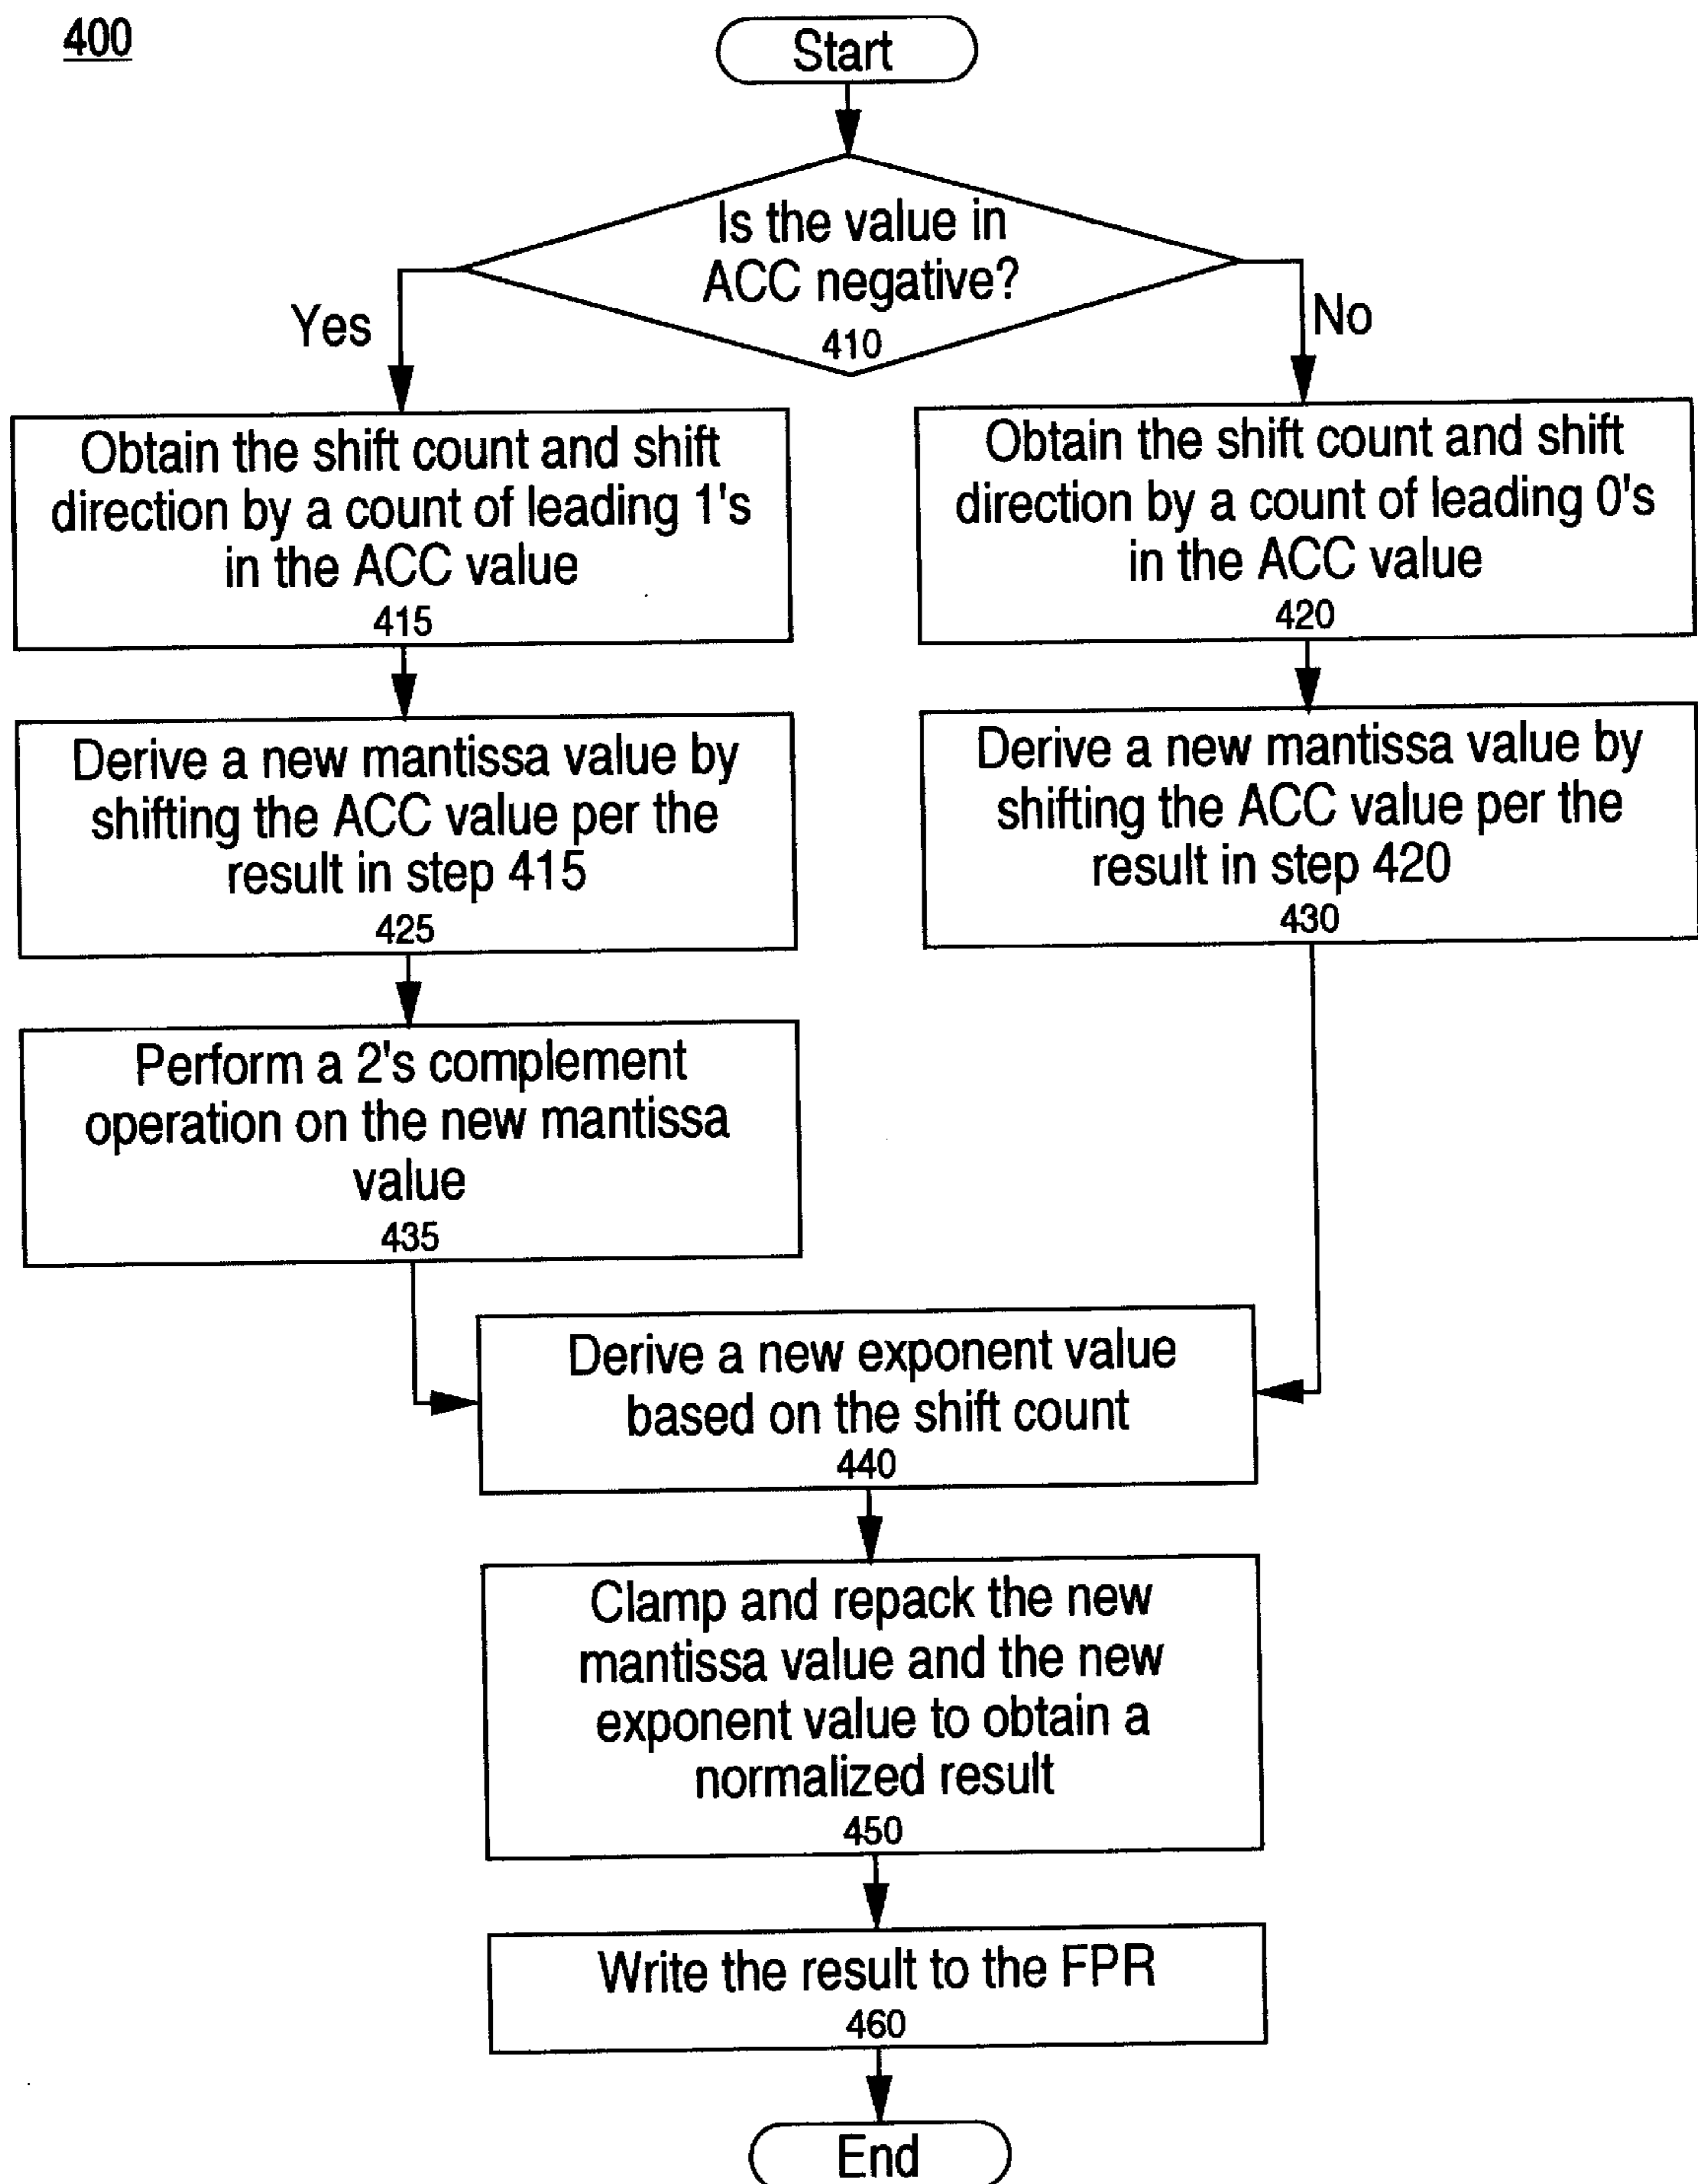 400
Start
Is the value in
ACC negative?
410
Yes
No
Obtain the shift count and shift
direction by a count of leading 1's
in the ACC value
415
Obtain the shift count and shift
direction by a count of leading 0's
in the ACC value
420
Derive a new mantissa value by
shifting the ACC value per the
result in step 415
425
Derive a new mantissa value by
shifting the ACC value per the
result in step 420
430
Perform a 2's complement
operation on the new mantissa
value
435
Derive a new exponent value
based on the shift count
440
Clamp and repack the new
mantissa value and the new
exponent value to obtain a
normalized result
450
Write the result to the FPR
460
End